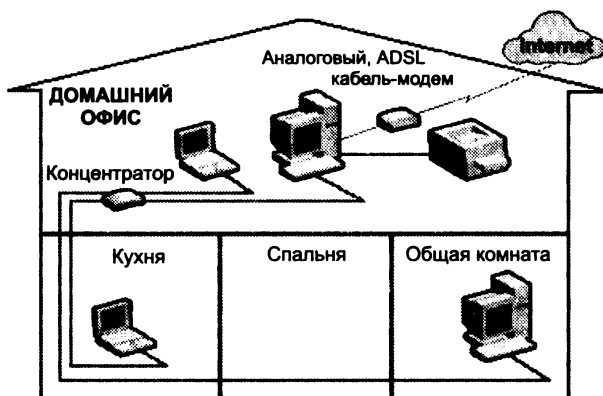 Internet
Аналоговый, ADSL
кабель-модем
ДОМАШНИЙ
ОФИС
Концентратор
Кухня
Спальня
Общая комната